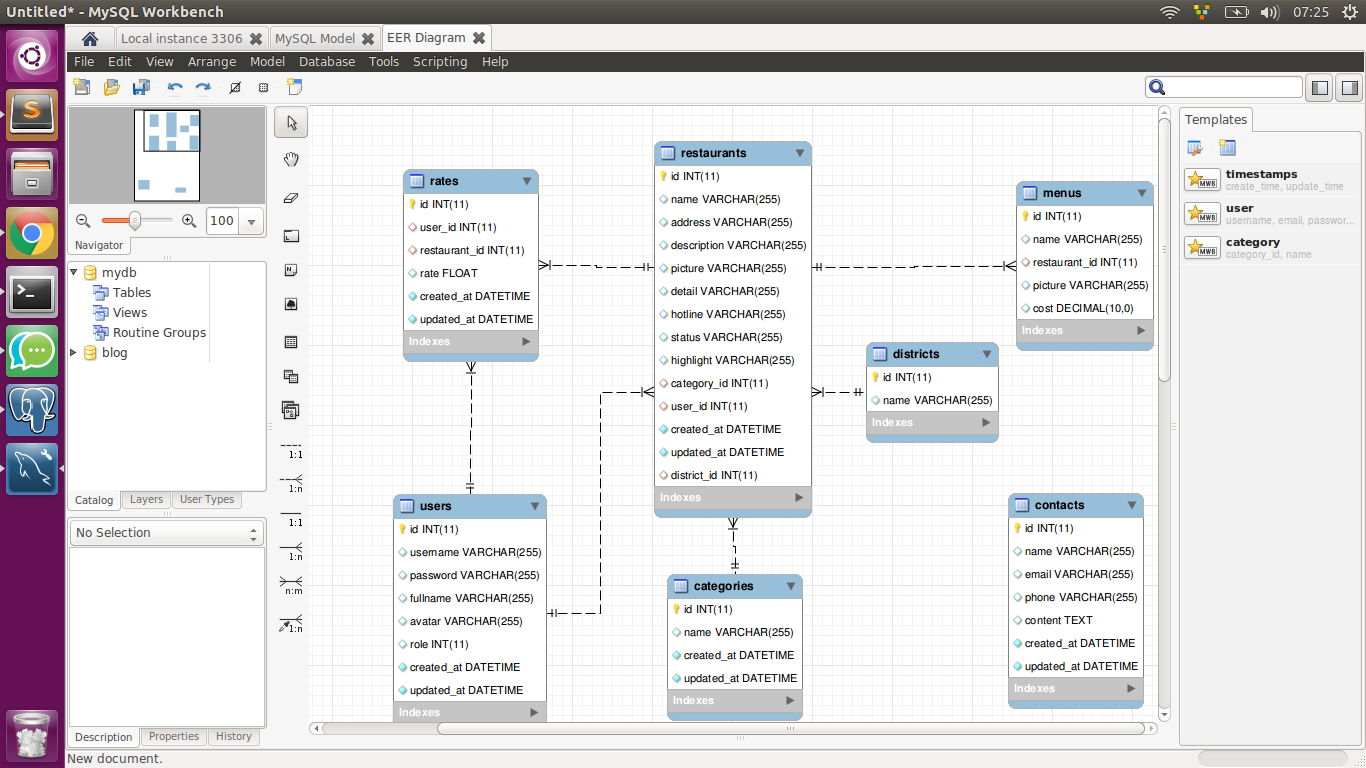 Untitled* - MySQL Workbench
07:25
Local instance 3306
MySQL Model
EER Diagram
File Edit View Arrange Model Database Tools Scripting Help
100
Navigator
mydb
Tables
Views
Routine Groups
blog
Catalog Layers User Types
No Selection
Description Properties History
New document.
1:1
1:n
1:1
1:n
n:m
1:n
rates
id INT(11)
user_id INT(11)
restaurant_id INT(11)
rate FLOAT
created_at DATETIME
updated_at DATETIME
Indexes
users
id INT(11)
username VARCHAR(255)
password VARCHAR(255)
fullname VARCHAR(255)
avatar VARCHAR(255)
role INT(11)
created_at DATETIME
updated_at DATETIME
Indexes
restaurants
id INT(11)
name VARCHAR(255)
address VARCHAR(255)
description VARCHAR(255)
picture VARCHAR(255)
detail VARCHAR(255)
hotline VARCHAR(255)
status VARCHAR(255)
highlight VARCHAR(255)
category_id INT(11)
user_id INT(11)
created_at DATETIME
updated_at DATETIME
district_id INT(11)
Indexes
categories
id INT(11)
name VARCHAR(255)
created_at DATETIME
updated_at DATETIME
Indexes
districts
id INT(11)
name VARCHAR(255)
Indexes
menus
id INT(11)
name VARCHAR(255)
restaurant_id INT(11)
picture VARCHAR(255)
cost DECIMAL(10,0)
Indexes
contacts
id INT(11)
name VARCHAR(255)
email VARCHAR(255)
phone VARCHAR(255)
content TEXT
created_at DATETIME
updated_at DATETIME
Indexes
Templates
MWB
timestamps
create_time, update_time
MWB
user
username, email, passwor...
MWB
category
category_id, name